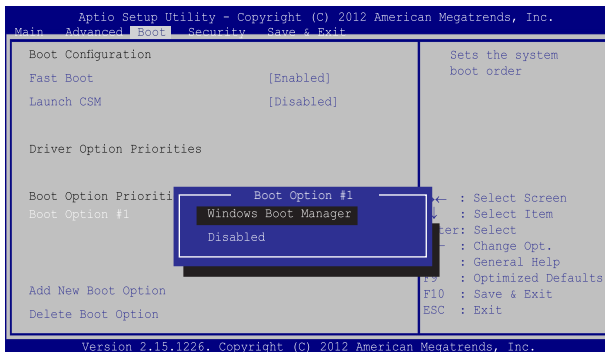 Aptio Setup Utility - Copyright (C) 2012 American Megatrends, Inc.
Main Advanced Boot Security Save & Exit
Boot Configuration
Fast Boot [Enabled]
Launch CSM [Disabled]
Driver Option Priorities
Boot Option Prioriti
Boot Option #1
Add New Boot Option
Delete Boot Option
Boot Option #1
Windows Boot Manager
Disabled
Sets the system
boot order
→← : Select Screen
: Select Item
ter: Select
: Change Opt.
: General Help
F9 : Optimized Defaults
F10 : Save & Exit
ESC : Exit
Version 2.15.1226. Copyright (C) 2012 American Megatrends, Inc.